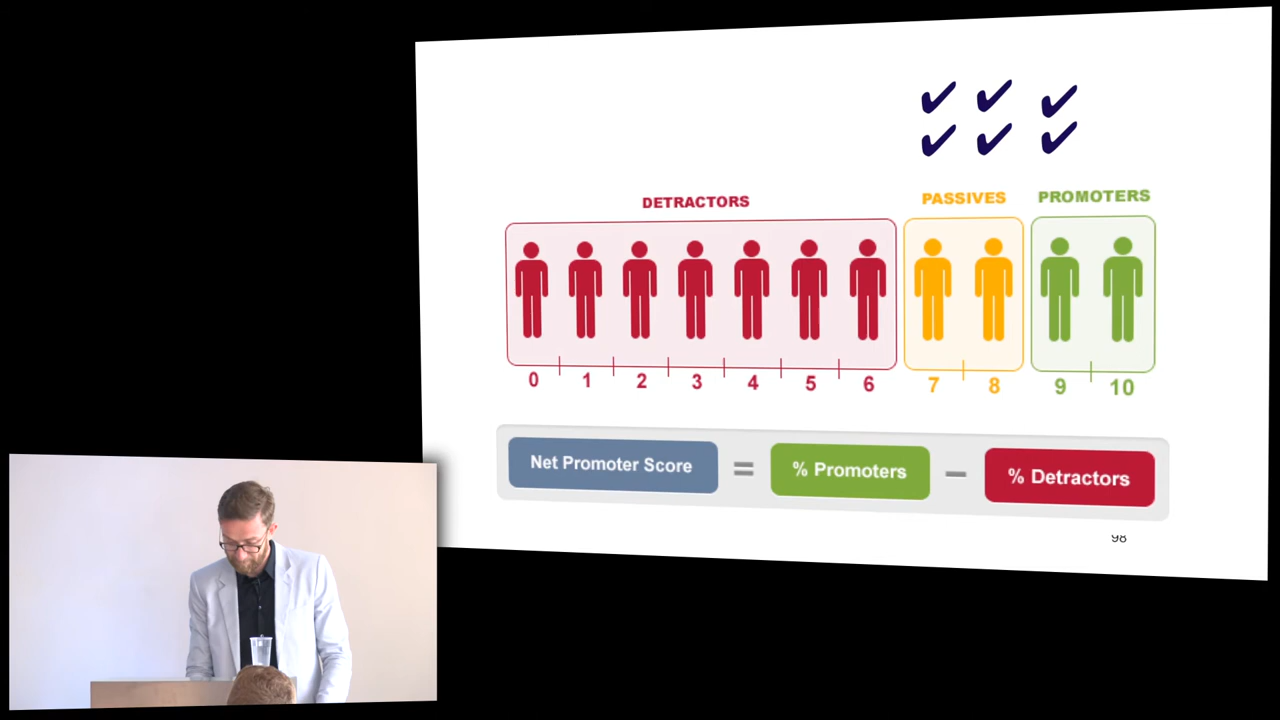 DETRACTORS PASSIVES PROMOTERS
0 1 2 3 4 5 6 7 8 9 10
Net Promoter Score = % Promoters − % Detractors
98